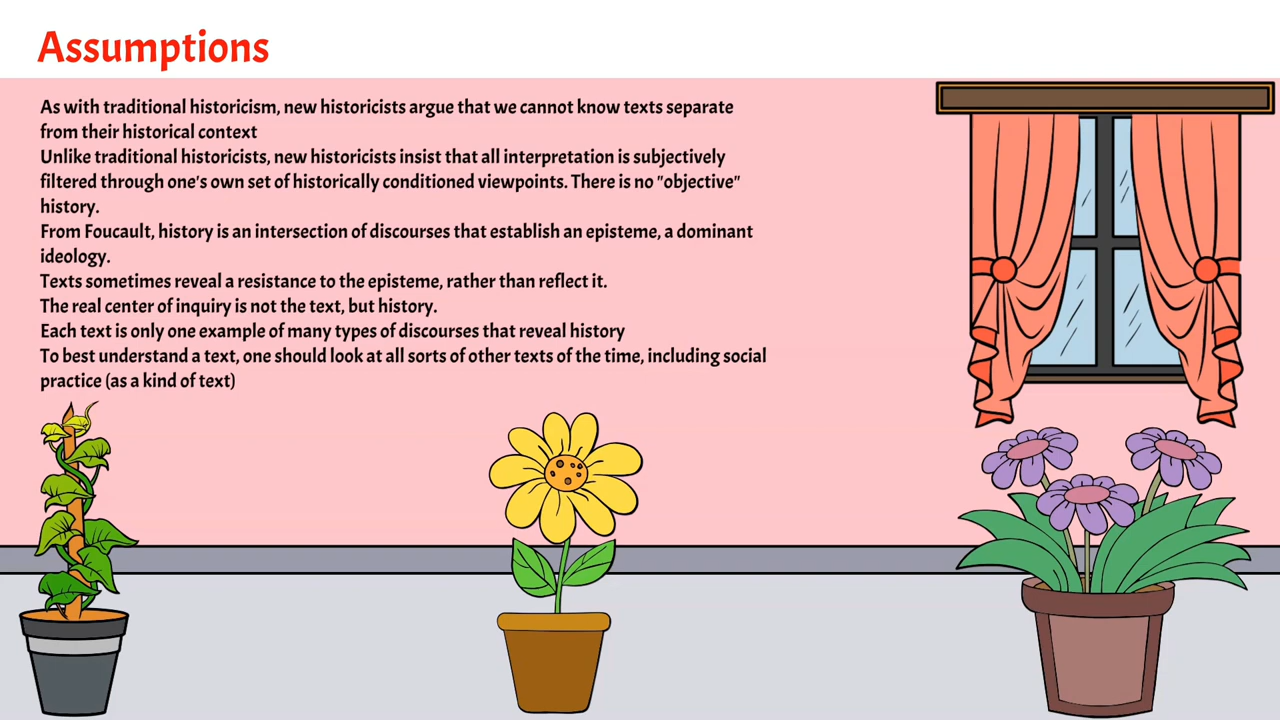 Assumptions
As with traditional historicism, new historicists argue that we cannot know texts separate
from their historical context
Unlike traditional historicists, new historicists insist that all interpretation is subjectively
filtered through one's own set of historically conditioned viewpoints. There is no "objective"
history.
From Foucault, history is an intersection of discourses that establish an episteme, a dominant
ideology.
Texts sometimes reveal a resistance to the episteme, rather than reflect it.
The real center of inquiry is not the text, but history.
Each text is only one example of many types of discourses that reveal history
To best understand a text, one should look at all sorts of other texts of the time, including social
practice (as a kind of text)